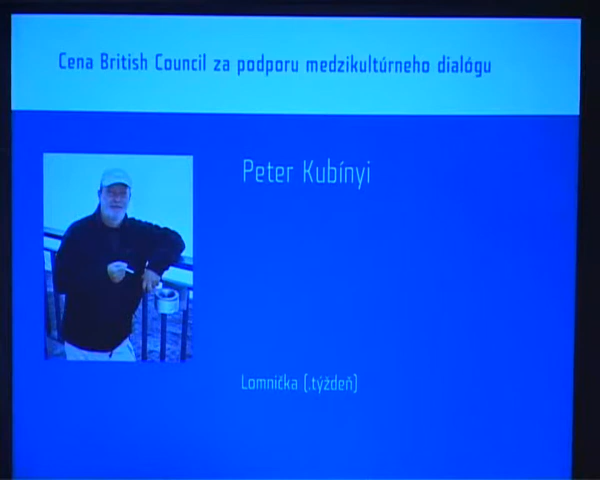 Cena British Council za podporu medzikultúrneho dialógu
Peter Kubínyi
Lomnička (.týždeň)